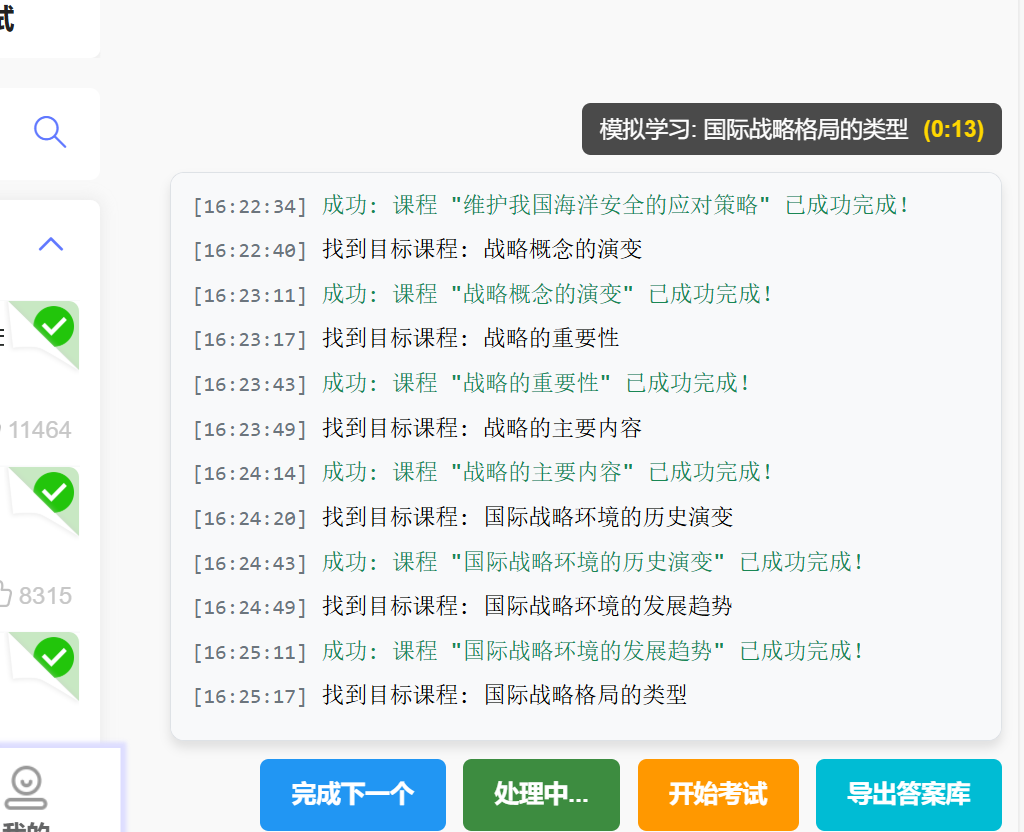 试
模拟学习: 国际战略格局的类型 (0:13)
[16:22:34] 成功: 课程 "维护我国海洋安全的应对策略" 已成功完成!
[16:22:40] 找到目标课程: 战略概念的演变
[16:23:11] 成功: 课程 "战略概念的演变" 已成功完成!
[16:23:17] 找到目标课程: 战略的重要性
[16:23:43] 成功: 课程 "战略的重要性" 已成功完成!
[16:23:49] 找到目标课程: 战略的主要内容
11464
[16:24:14] 成功: 课程 "战略的主要内容" 已成功完成!
[16:24:20] 找到目标课程: 国际战略环境的历史演变
[16:24:43] 成功: 课程 "国际战略环境的历史演变" 已成功完成!
8315
[16:24:49] 找到目标课程: 国际战略环境的发展趋势
[16:25:11] 成功: 课程 "国际战略环境的发展趋势" 已成功完成!
[16:25:17] 找到目标课程: 国际战略格局的类型
完成下一个
处理中...
开始考试
导出答案库
我的